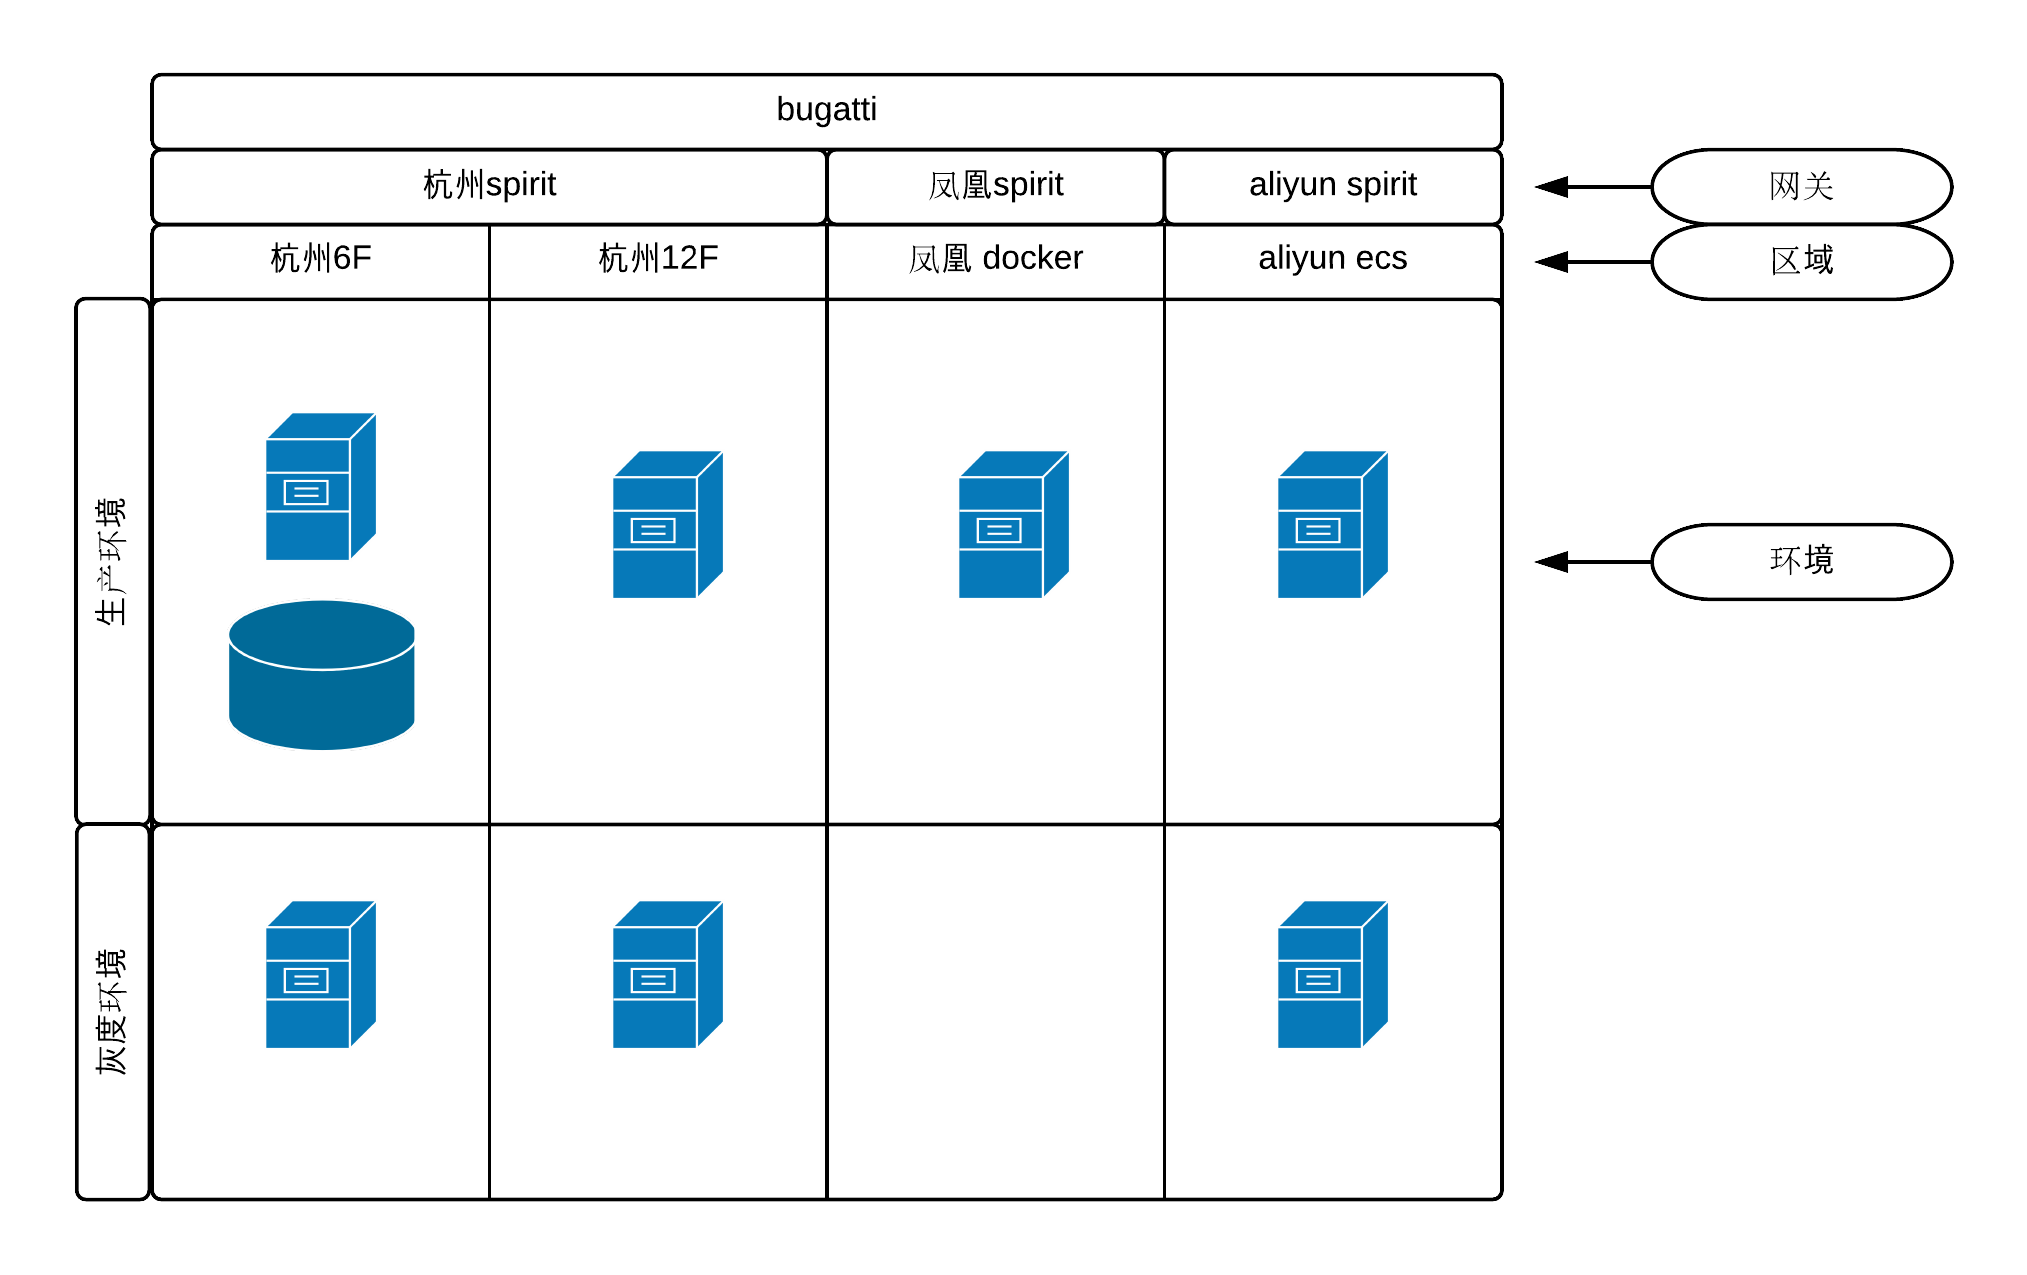 bugatti
杭州spirit
凤凰spirit
aliyun spirit
网关
杭州6F
杭州12F
凤凰 docker
aliyun ecs
区域
生产环境
环境
灰度环境